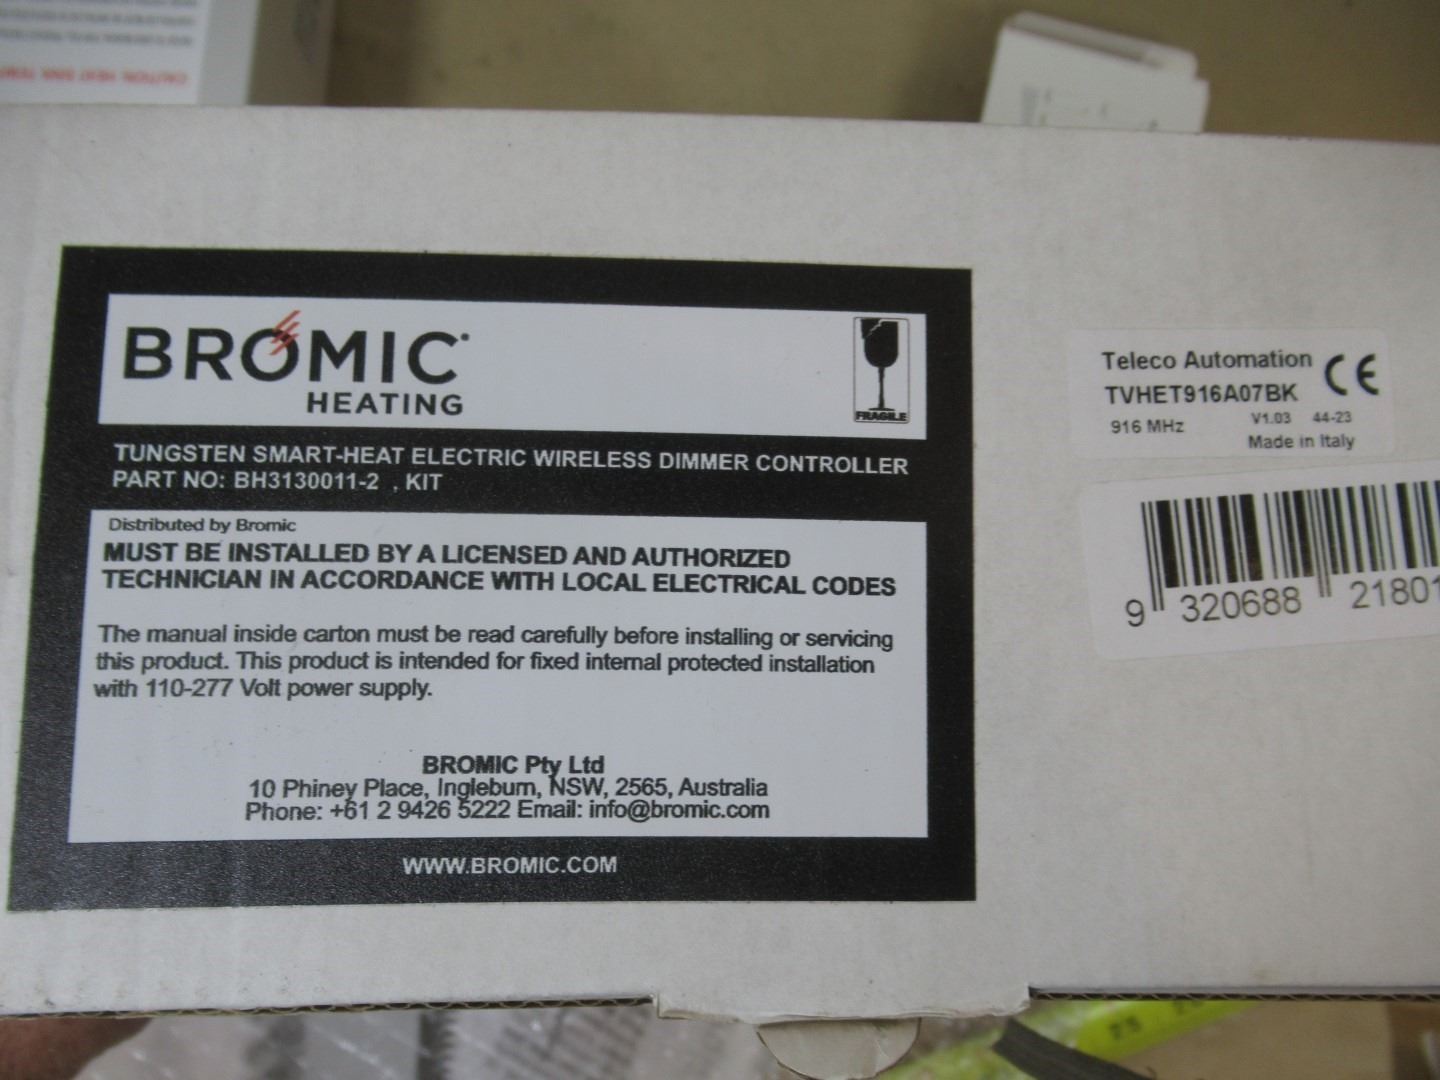 CAUTION: HEAT SINK
BROMIC
HEATING
FRAGILE
TUNGSTEN SMART-HEAT ELECTRIC WIRELESS DIMMER CONTROLLER
PART NO: BH3130011-2 , KIT
Distributed by Bromic
MUST BE INSTALLED BY A LICENSED AND AUTHORIZED
TECHNICIAN IN ACCORDANCE WITH LOCAL ELECTRICAL CODES
The manual inside carton must be read carefully before installing or servicing
this product. This product is intended for fixed internal protected installation
with 110-277 Volt power supply.
BROMIC Pty Ltd
10 Phiney Place, Ingleburn, NSW, 2565, Australia
Phone: +61 2 9426 5222 Email: info@bromic.com
WWW.BROMIC.COM
Teleco Automation CE
TVHET916A07BK
916 MHz V1.03 44-23
Made in Italy
9 320688 21801